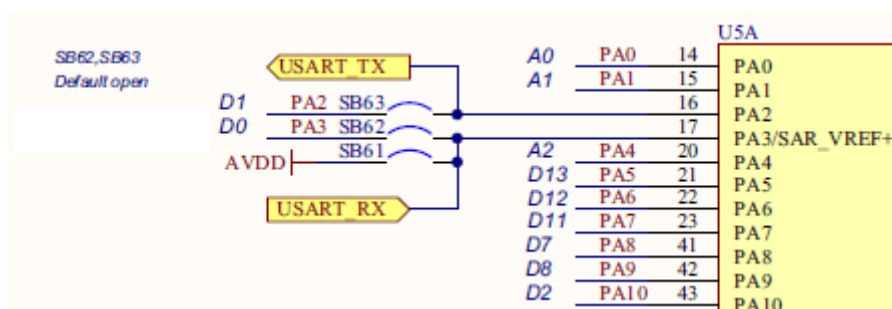 U5A
SB62,SB63
Default open
USART_TX
A0 PA0 14 PA0
A1 PA1 15 PA1
D1 PA2 SB63 16 PA2
D0 PA3 SB62 17 PA3/SAR_VREF+
AVDD SB61 A2 PA4 20 PA4
D13 PA5 21 PA5
USART_RX D12 PA6 22 PA6
D11 PA7 23 PA7
D7 PA8 41 PA8
D8 PA9 42 PA9
D2 PA10 43 PA10